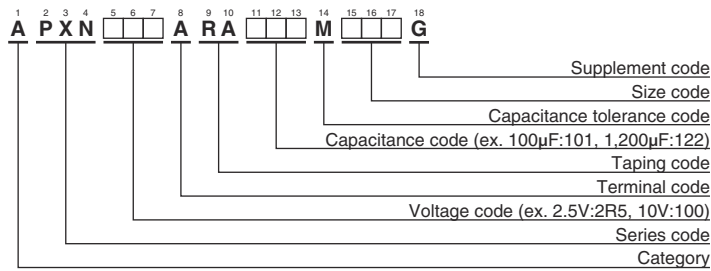 1 2 3 4 5 6 7 8 9 10 11 12 13 14 15 16 17 18
A P X N A R A M G
Supplement code
Size code
Capacitance tolerance code
Capacitance code (ex. 100µF:101, 1,200µF:122)
Taping code
Terminal code
Voltage code (ex. 2.5V:2R5, 10V:100)
Series code
Category